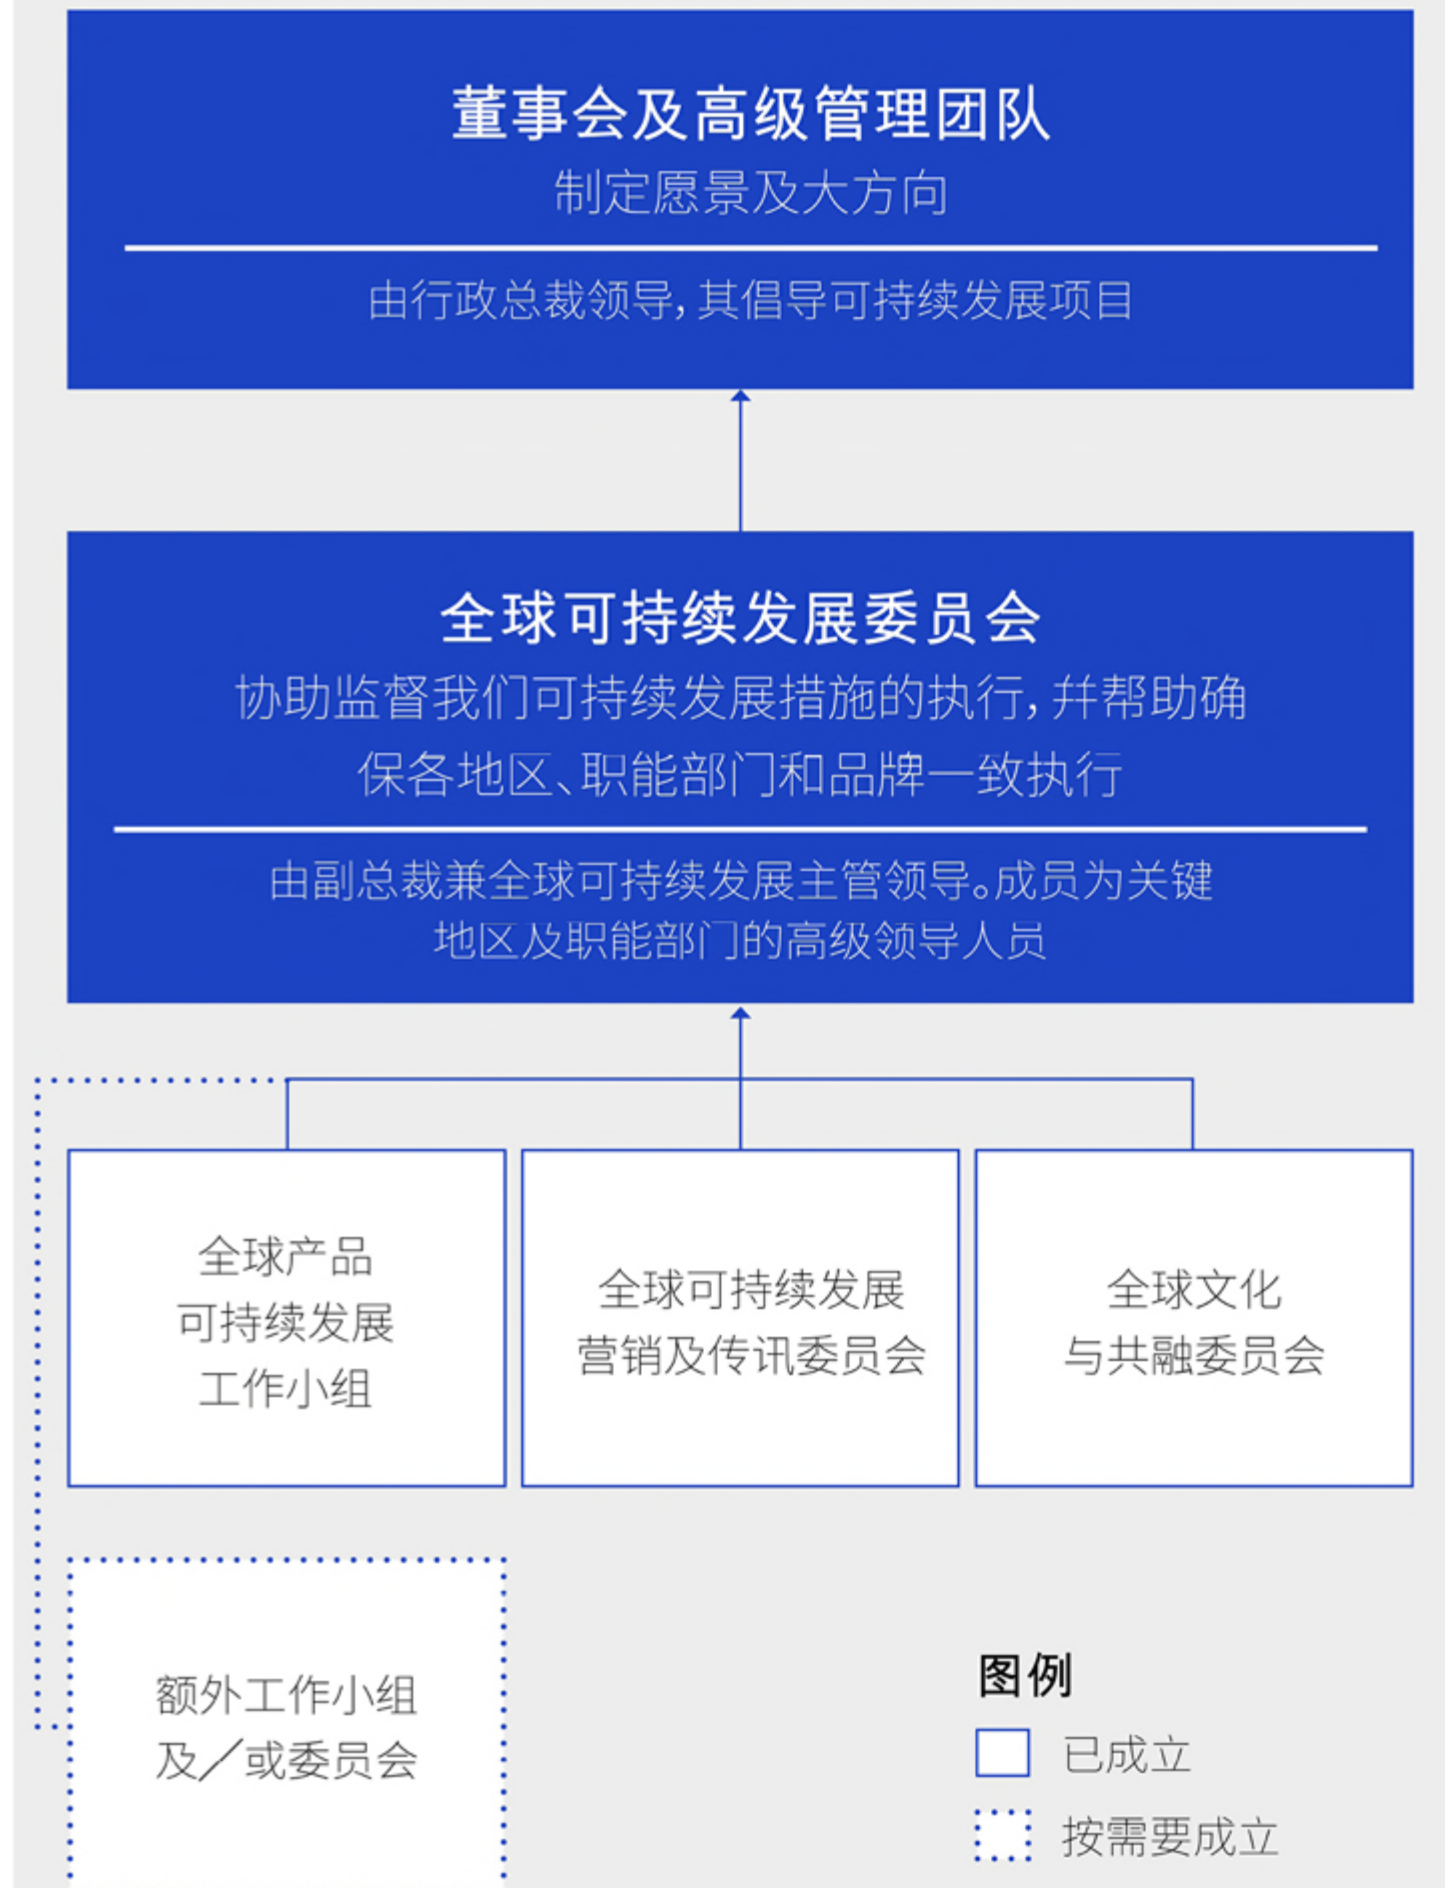 董事会及高级管理团队
制定愿景及大方向
由行政总裁领导，其倡导可持续发展项目
全球可持续发展委员会
协助监督我们可持续发展措施的执行，并帮助确
保各地区、职能部门和品牌一致执行
由副总裁兼全球可持续发展主管领导。成员为关键
地区及职能部门的高级领导人员
全球产品
可持续发展
工作小组
全球可持续发展
营销及传讯委员会
全球文化
与共融委员会
额外工作小组
及／或委员会
图例
已成立
按需要成立